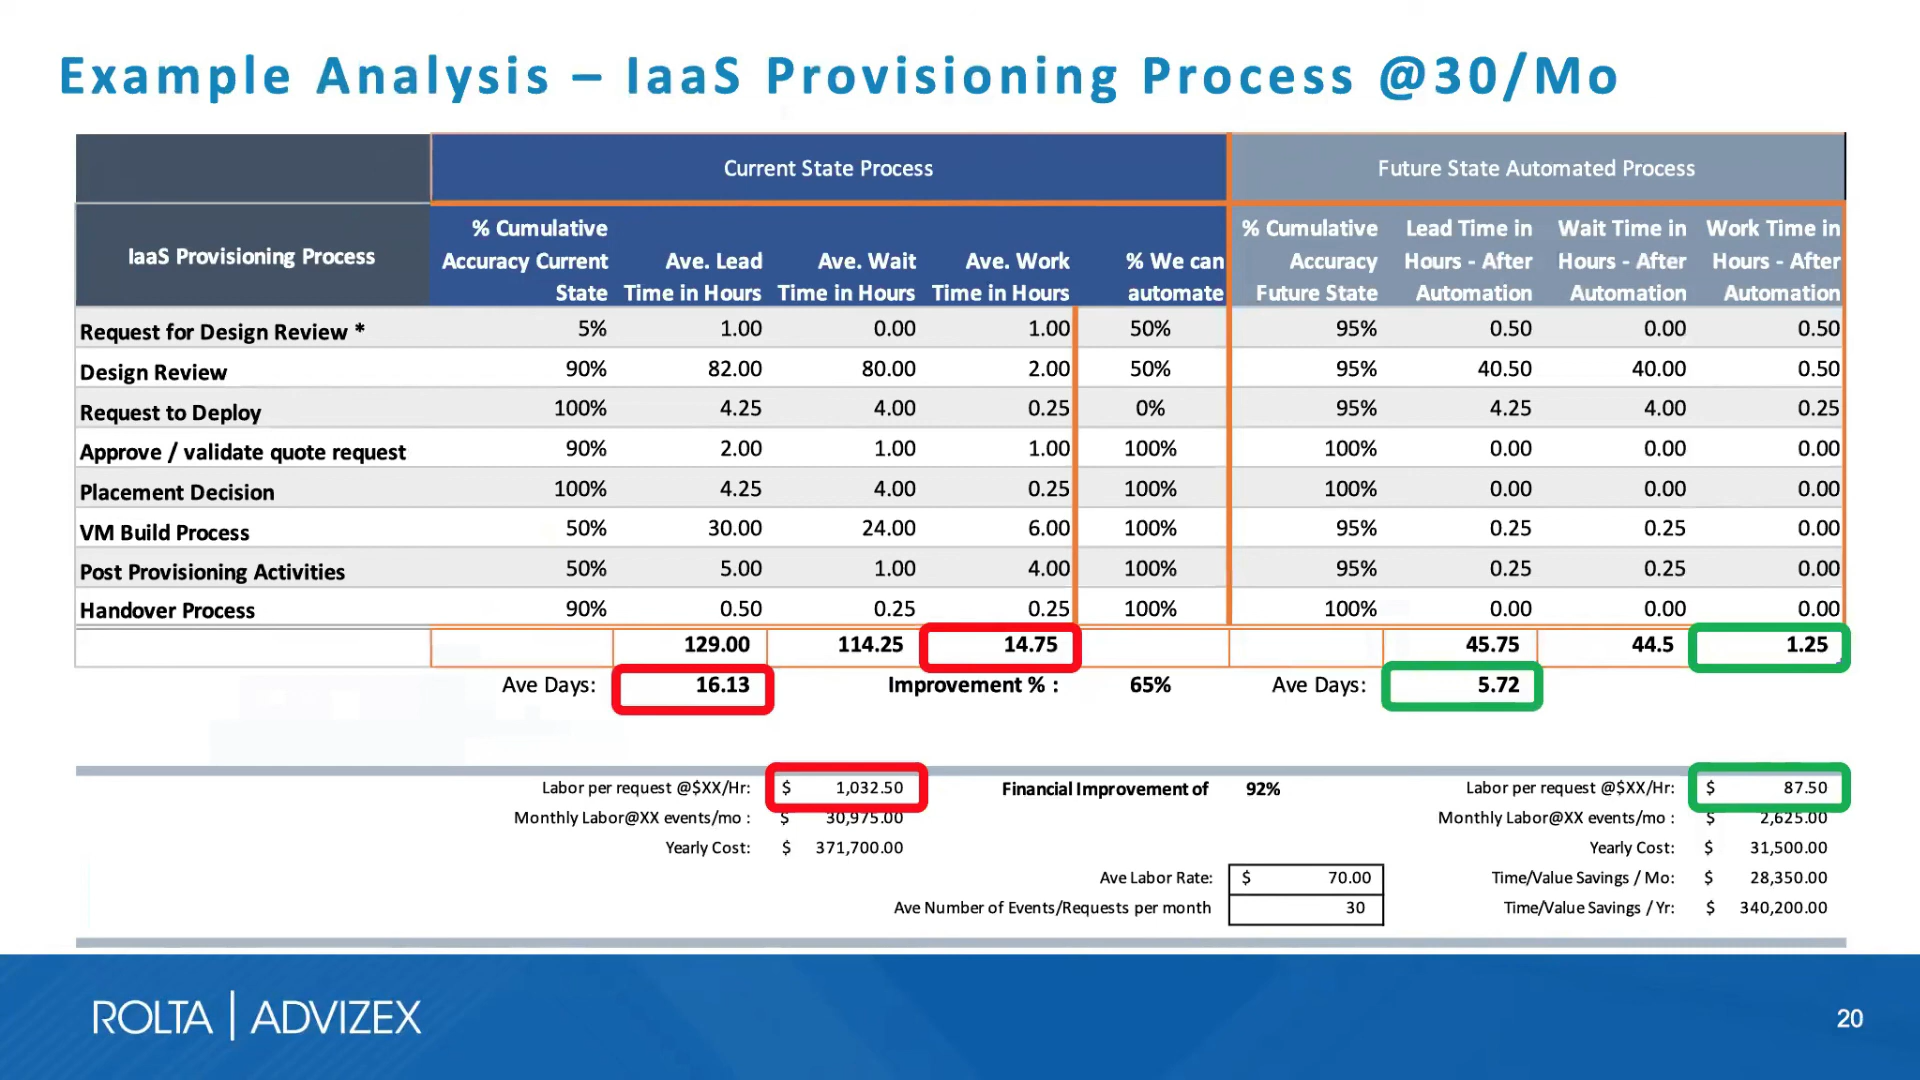 Example Analysis – IaaS Provisioning Process @30/Mo
Current State Process Future State Automated Process
IaaS Provisioning Process % Cumulative Accuracy Current State Ave. Lead Time in Hours Ave. Wait Time in Hours Ave. Work Time in Hours % We can automate % Cumulative Accuracy Future State Lead Time in Hours - After Automation Wait Time in Hours - After Automation Work Time in Hours - After Automation
Request for Design Review * 5% 1.00 0.00 1.00 50% 95% 0.50 0.00 0.50
Design Review 90% 82.00 80.00 2.00 50% 95% 40.50 40.00 0.50
Request to Deploy 100% 4.25 4.00 0.25 0% 95% 4.25 4.00 0.25
Approve / validate quote request 90% 2.00 1.00 1.00 100% 100% 0.00 0.00 0.00
Placement Decision 100% 4.25 4.00 0.25 100% 100% 0.00 0.00 0.00
VM Build Process 50% 30.00 24.00 6.00 100% 95% 0.25 0.25 0.00
Post Provisioning Activities 50% 5.00 1.00 4.00 100% 95% 0.25 0.25 0.00
Handover Process 90% 0.50 0.25 0.25 100% 100% 0.00 0.00 0.00
129.00 114.25 14.75 45.75 44.5 1.25
Ave Days: 16.13 Improvement % : 65% Ave Days: 5.72
Labor per request @$XX/Hr: $ 1,032.50 Financial Improvement of 92% Labor per request @$XX/Hr: $ 87.50
Monthly Labor@XX events/mo : $ 30,975.00 Monthly Labor@XX events/mo : $ 2,625.00
Yearly Cost: $ 371,700.00 Yearly Cost: $ 31,500.00
Ave Labor Rate: $ 70.00 Time/Value Savings / Mo: $ 28,350.00
Ave Number of Events/Requests per month 30 Time/Value Savings / Yr: $ 340,200.00
ROLTA | ADVIZEX
20